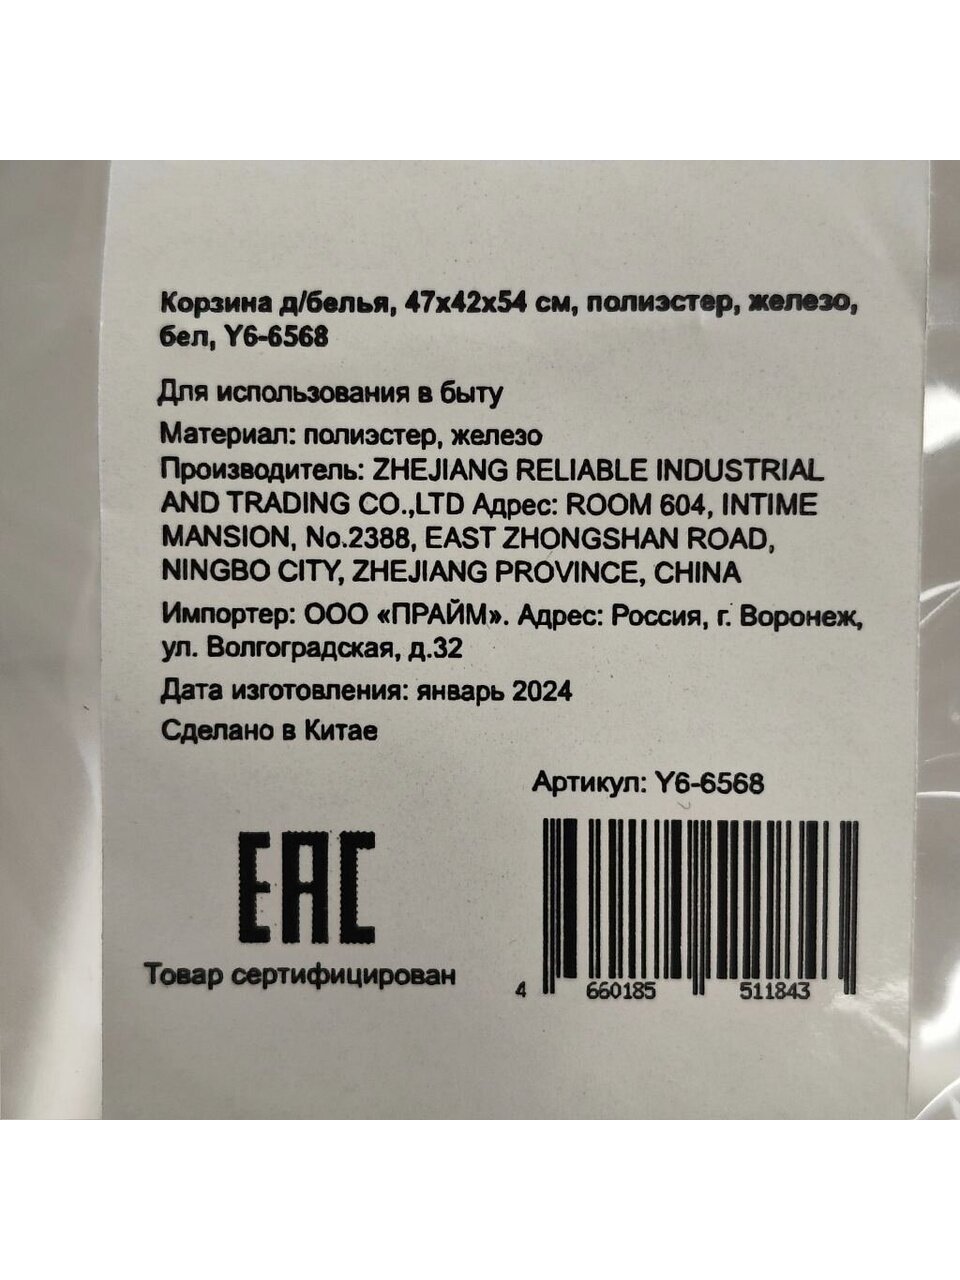 Корзина д/белья, 47х42х54 см, полиэстер, железо,
бел, Y6-6568
Для использования в быту
Материал: полиэстер, железо
Производитель: ZHEJIANG RELIABLE INDUSTRIAL
AND TRADING CO.,LTD Адрес: ROOM 604, INTIME
MANSION, No.2388, EAST ZHONGSHAN ROAD,
NINGBO CITY, ZHEJIANG PROVINCE, CHINA
Импортер: ООО «ПРАЙМ». Адрес: Россия, г. Воронеж,
ул. Волгоградская, д.32
Дата изготовления: январь 2024
Сделано в Китае
Артикул: Y6-6568
EAC
Товар сертифицирован
4 660185 511843